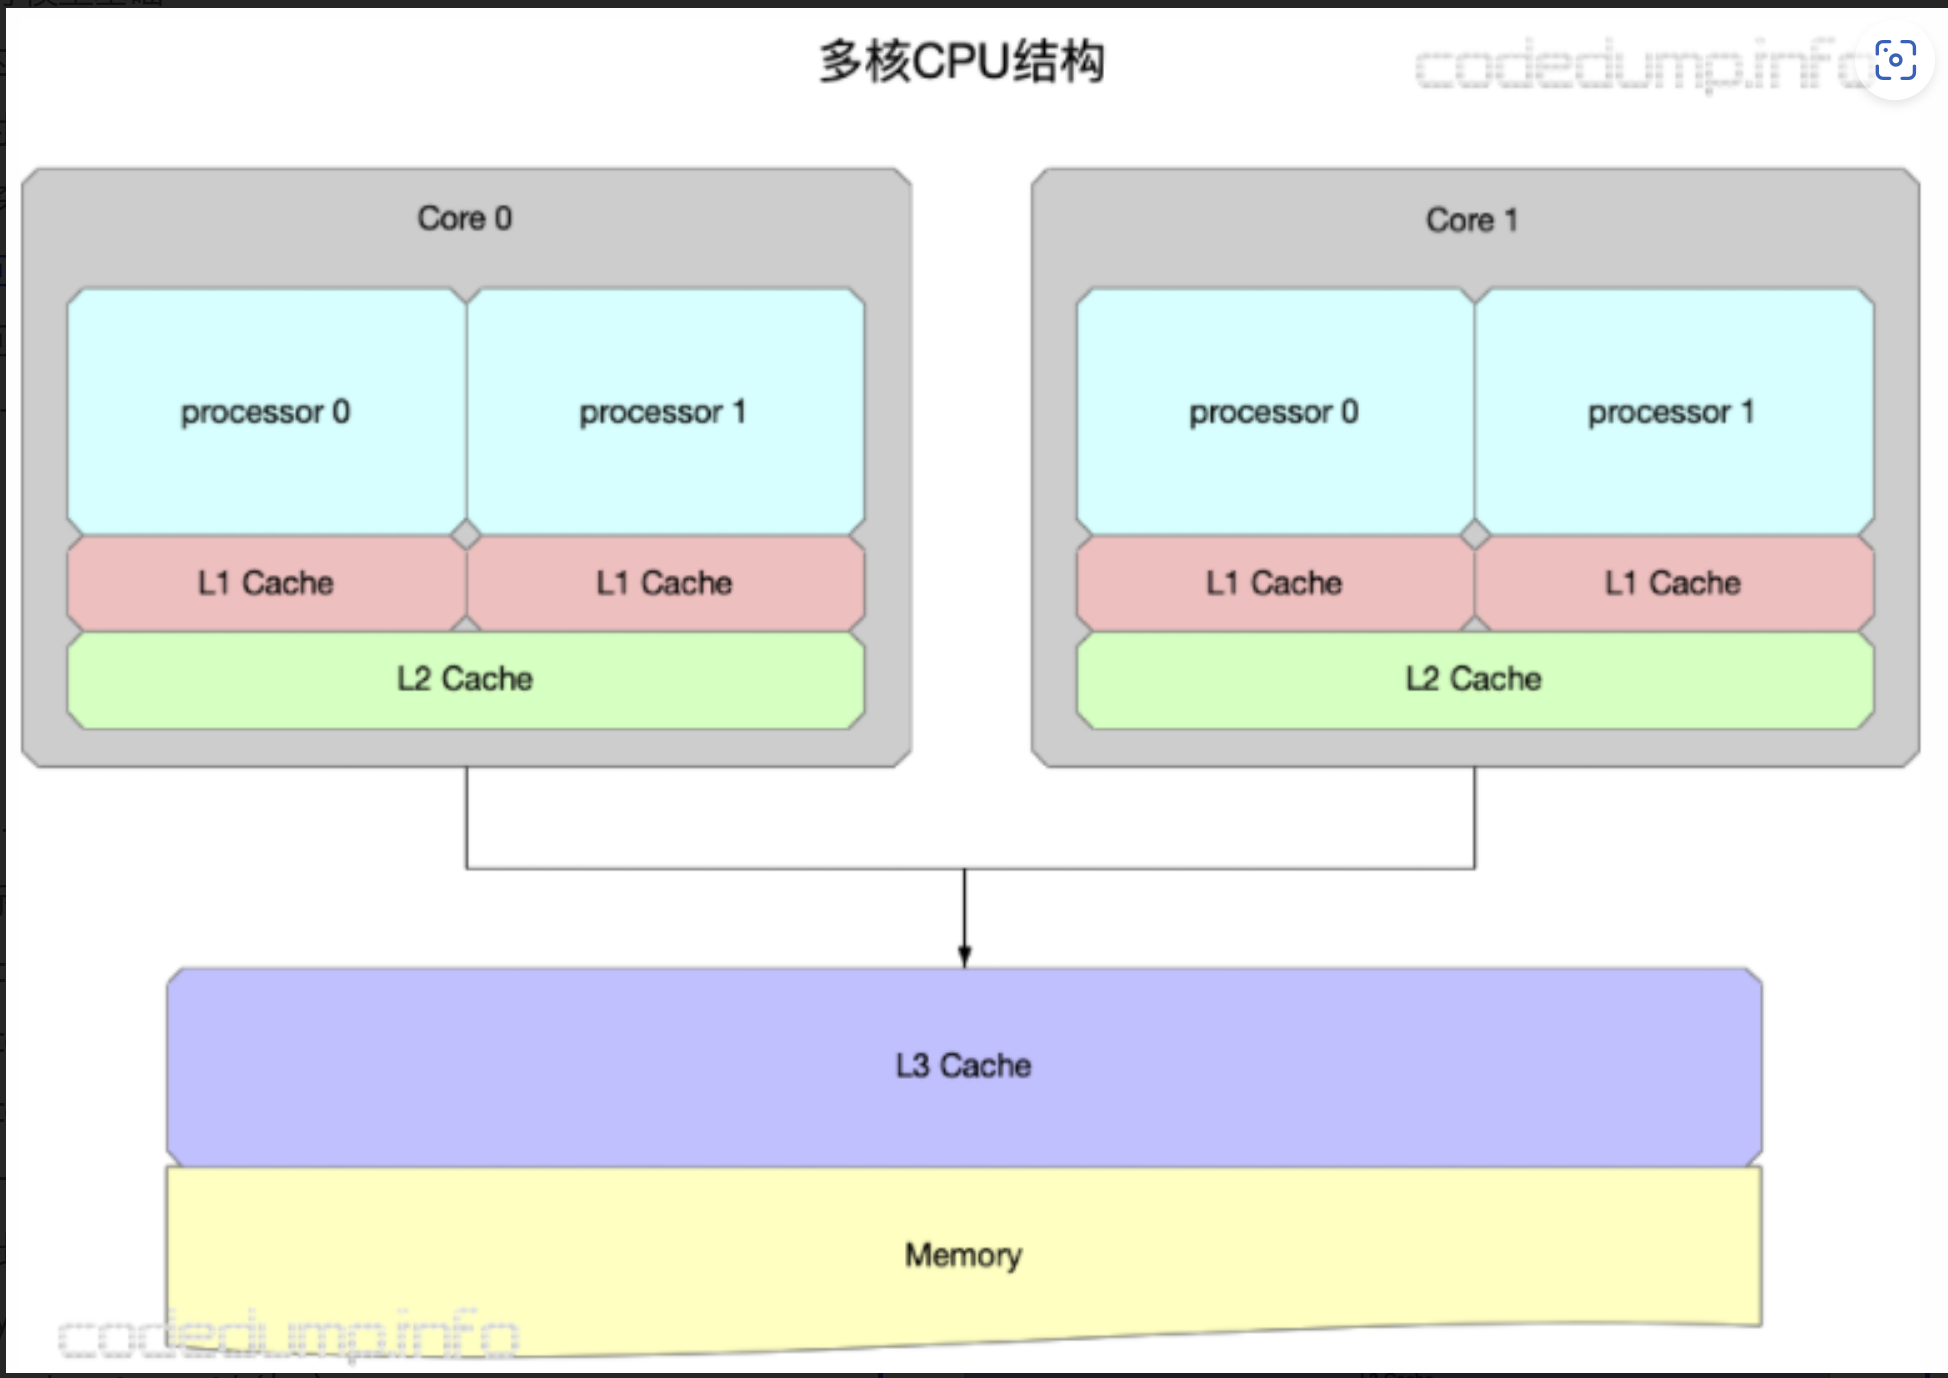 多核CPU结构
codedump.info
Core 0
Core 1
processor 0
processor 1
processor 0
processor 1
L1 Cache
L1 Cache
L1 Cache
L1 Cache
L2 Cache
L2 Cache
L3 Cache
Memory
codedump.info